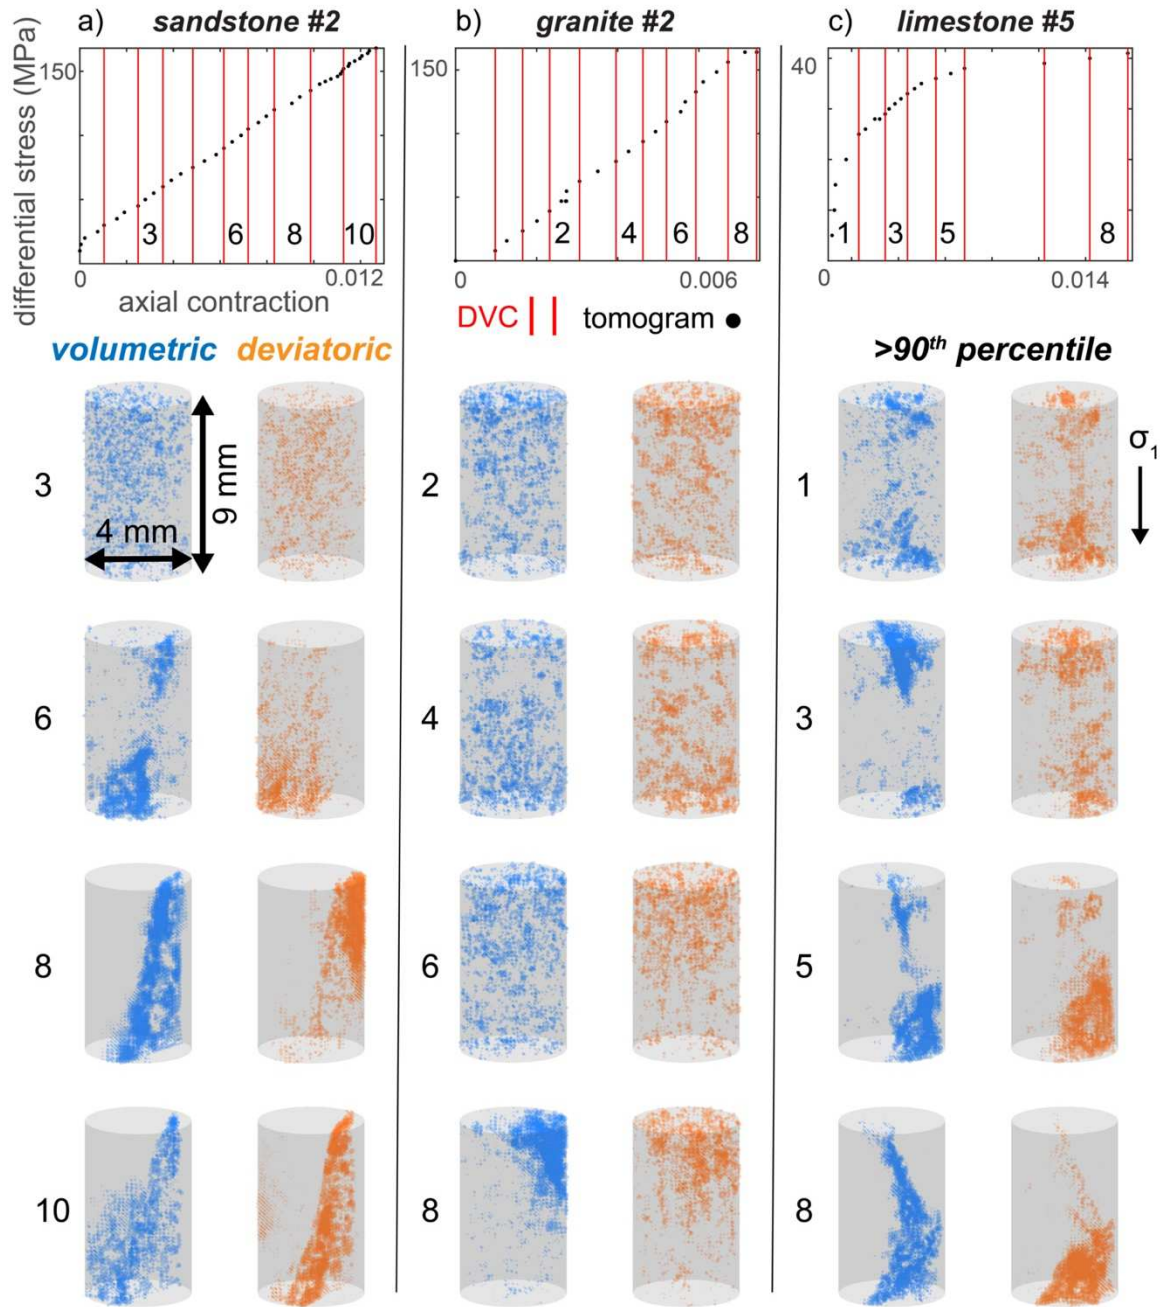 a) sandstone #2
b) granite #2
c) limestone #5
differential stress (MPa)
150
3 6 8 10
0 0.012
axial contraction
150
2 4 6 8
0.006
40
1 3 5 8
0 0.014
DVC tomogram
volumetric deviatoric
>90th percentile
3
9 mm
4 mm
2
1
σ1
6
4
3
8
6
5
10
8
8